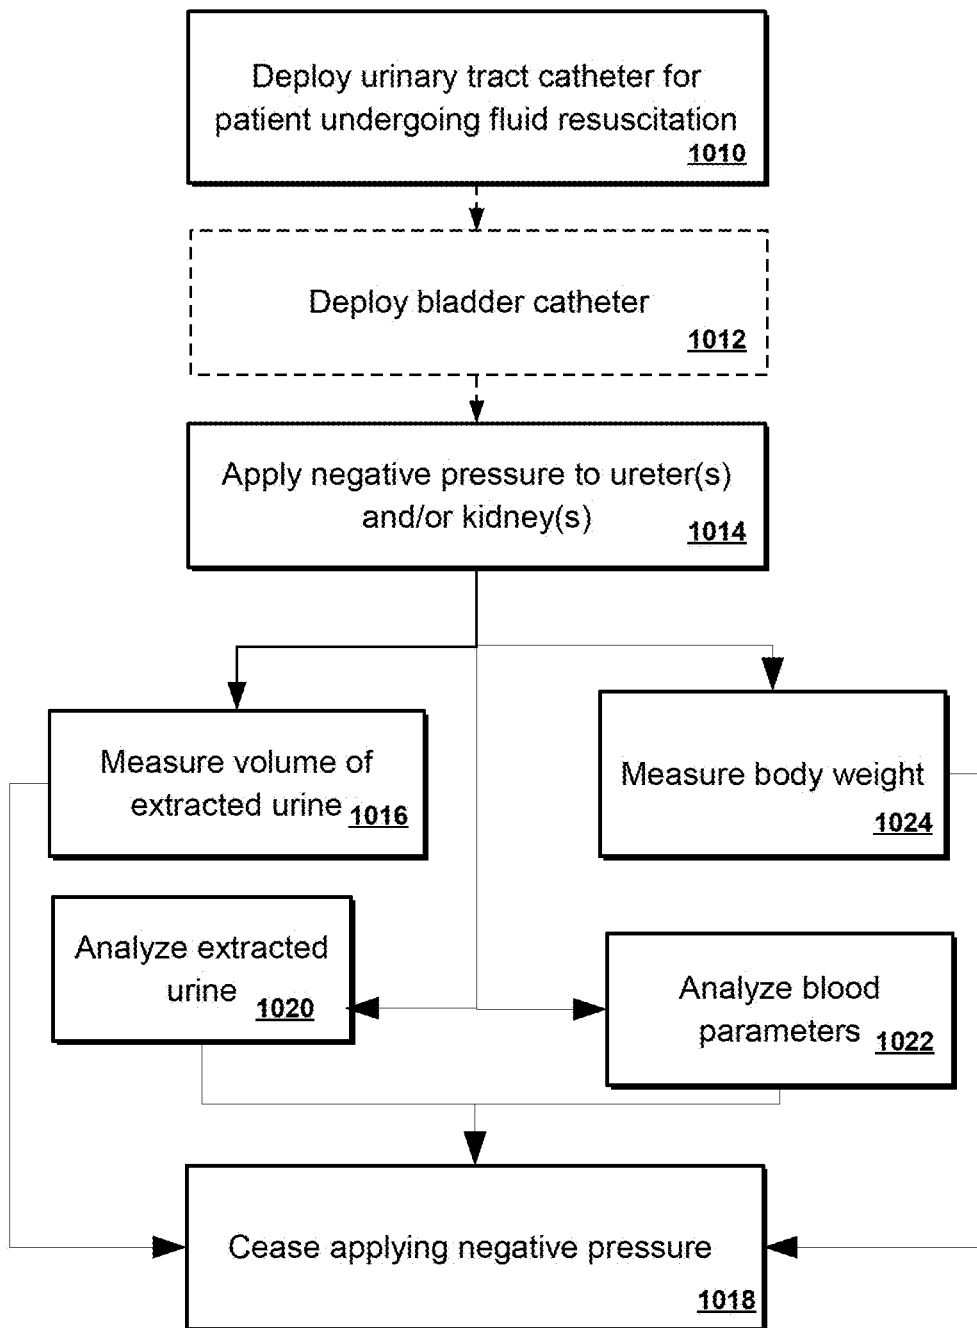 Deploy urinary tract catheter for
patient undergoing fluid resuscitation
1010
Deploy bladder catheter
1012
Apply negative pressure to ureter(s)
and/or kidney(s)
1014
Measure volume of
extracted urine 1016
Measure body weight
1024
Analyze extracted
urine 1020
Analyze blood
parameters 1022
Cease applying negative pressure
1018